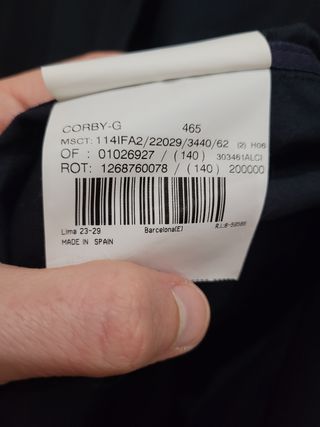 CORBY-G 465
MSCT: 114IFA2/22029/3440/62 (2) H06
OF : 01026927 / (140) 303461ALCI
ROT: 1268760078 / (140) 200000
Lima 23-29 Barcelona(E)
MADE IN SPAIN